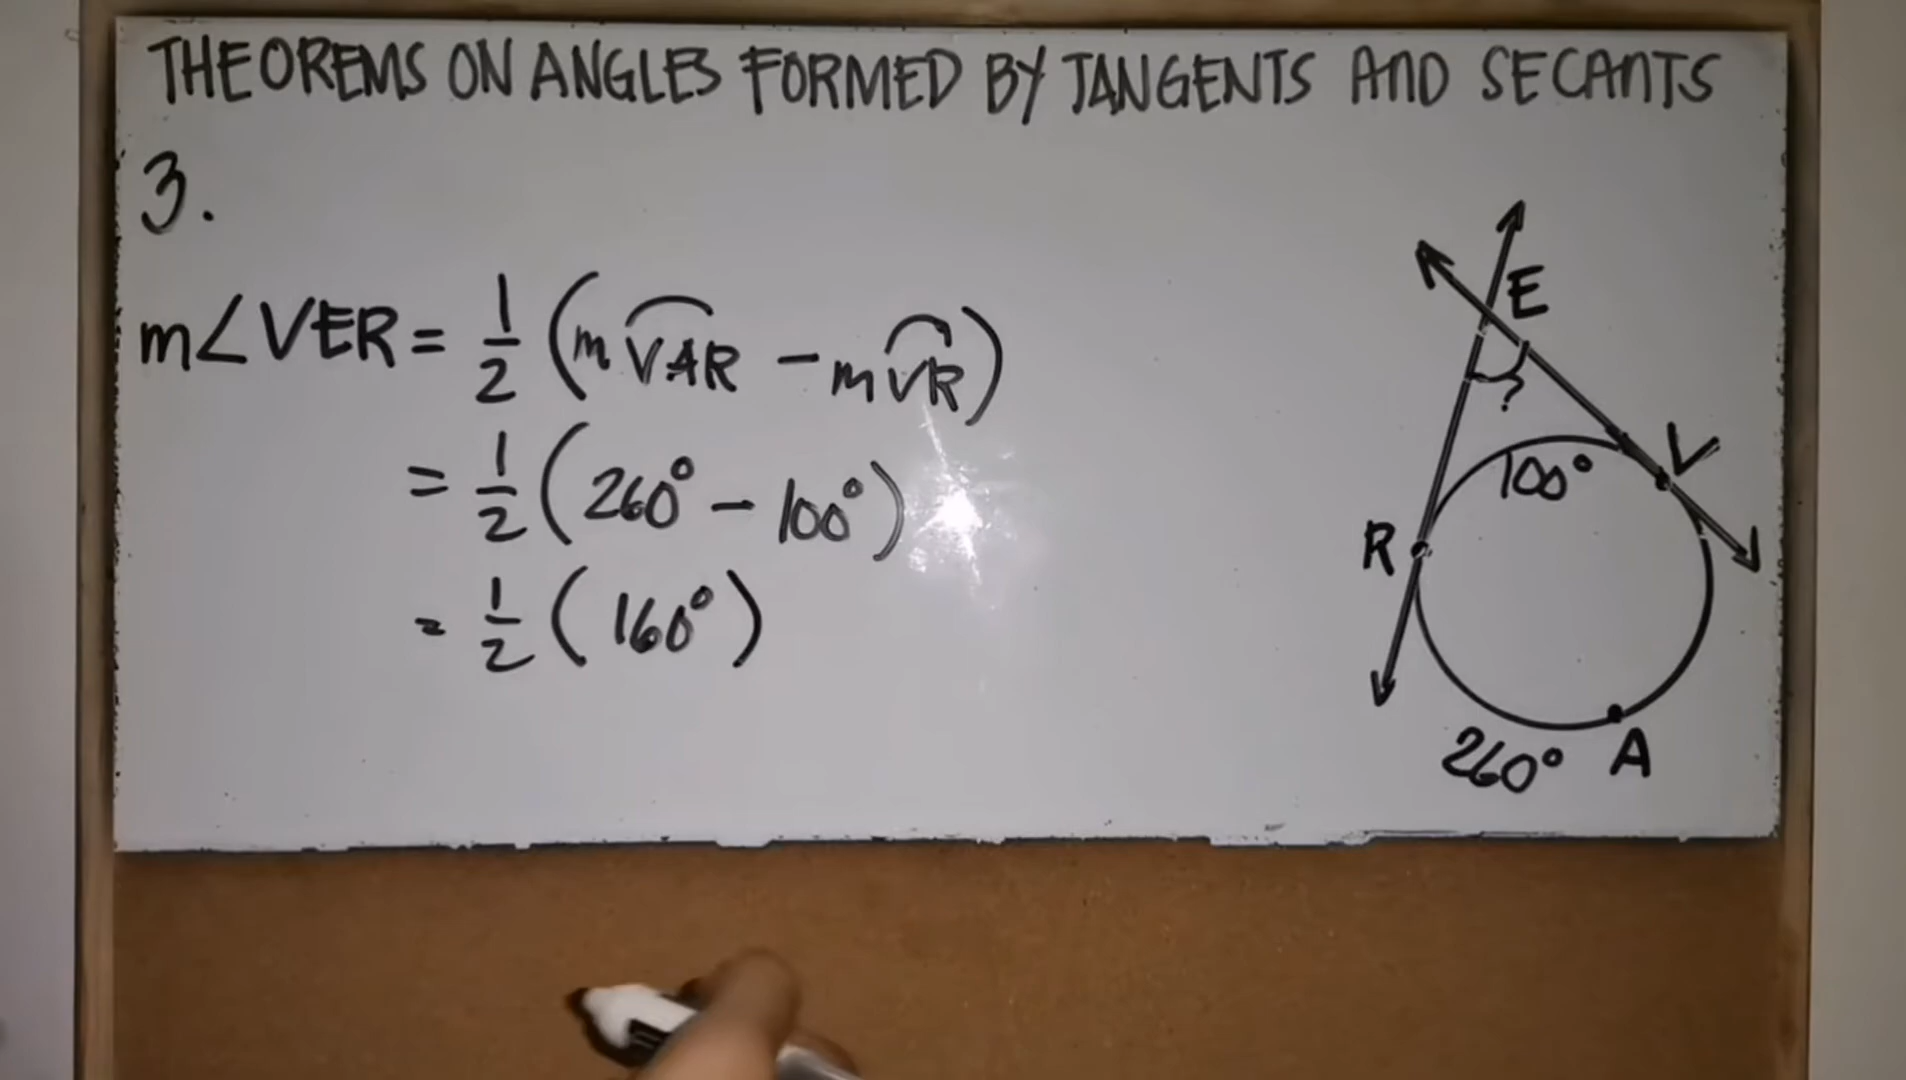 THEOREMS ON ANGLES FORMED BY TANGENTS AND SECANTS
3.
m∠VER = 1/2 (m VAR - m VR)
= 1/2 (260° - 100°)
= 1/2 (160°)
E
?
V
100°
R
260° A